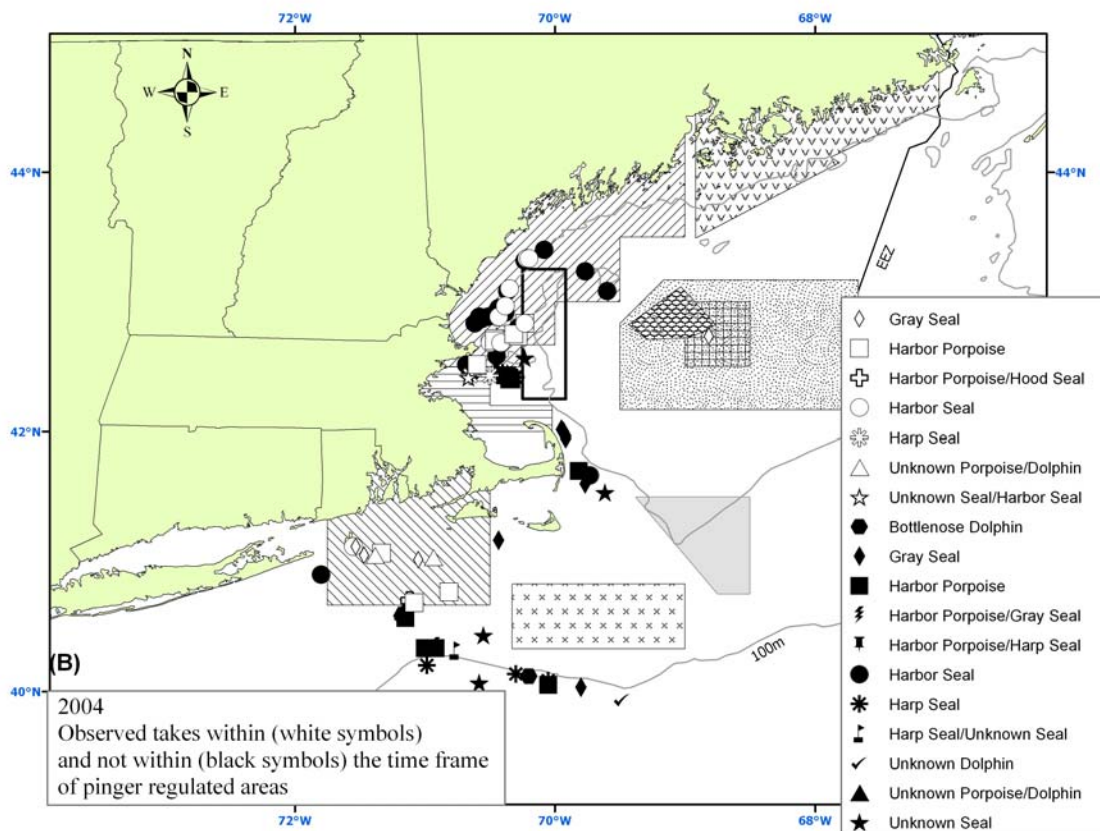 72°W 70°W 68°W
N
W E
S
44°N 44°N
EEZ
Gray Seal
Harbor Porpoise
Harbor Porpoise/Hood Seal
Harbor Seal
Harp Seal
Unknown Porpoise/Dolphin
Unknown Seal/Harbor Seal
Bottlenose Dolphin
Gray Seal
Harbor Porpoise
Harbor Porpoise/Gray Seal
Harbor Porpoise/Harp Seal
Harbor Seal
Harp Seal
Harp Seal/Unknown Seal
Unknown Dolphin
Unknown Porpoise/Dolphin
Unknown Seal
42°N
100m
(B)
40°N
2004
Observed takes within (white symbols)
and not within (black symbols) the time frame
of pinger regulated areas
72°W 70°W 68°W